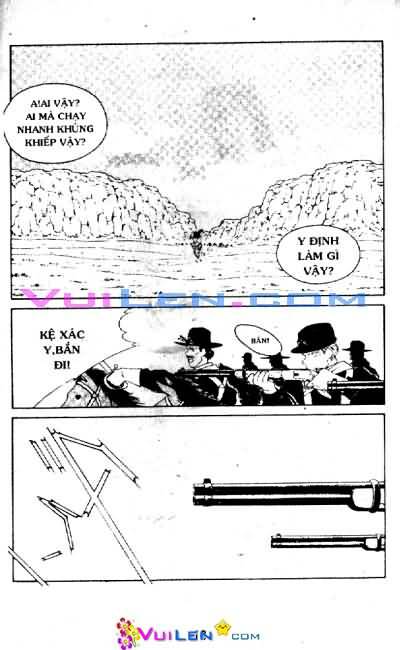 A!AI VẬY?
AI MÀ CHẠY
NHANH KHỦNG
KHIẾP VẬY?
Y ĐỊNH
LÀM GÌ
VẬY?
VUILEN.COM
KỆ XÁC
Y,BẮN
ĐI!
BẮN!
VUILEN .COM